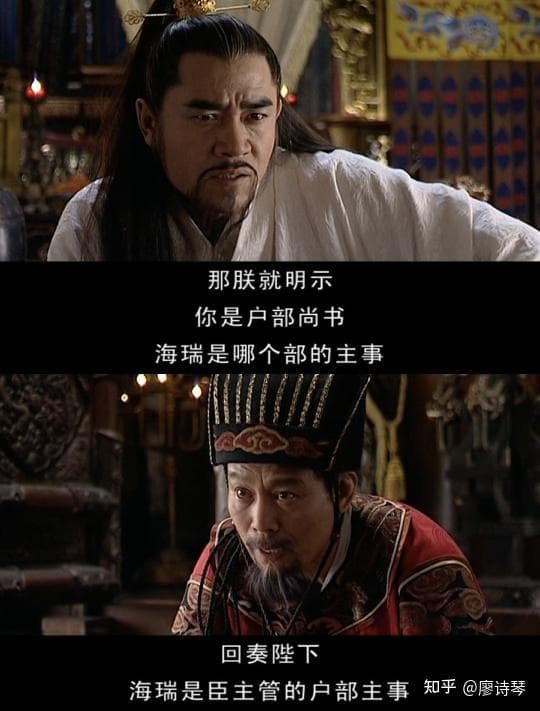 那朕就明示
你是户部尚书
海瑞是哪个部的主事
回奏陛下
海瑞是臣主管的户部主事
知乎 @廖诗琴